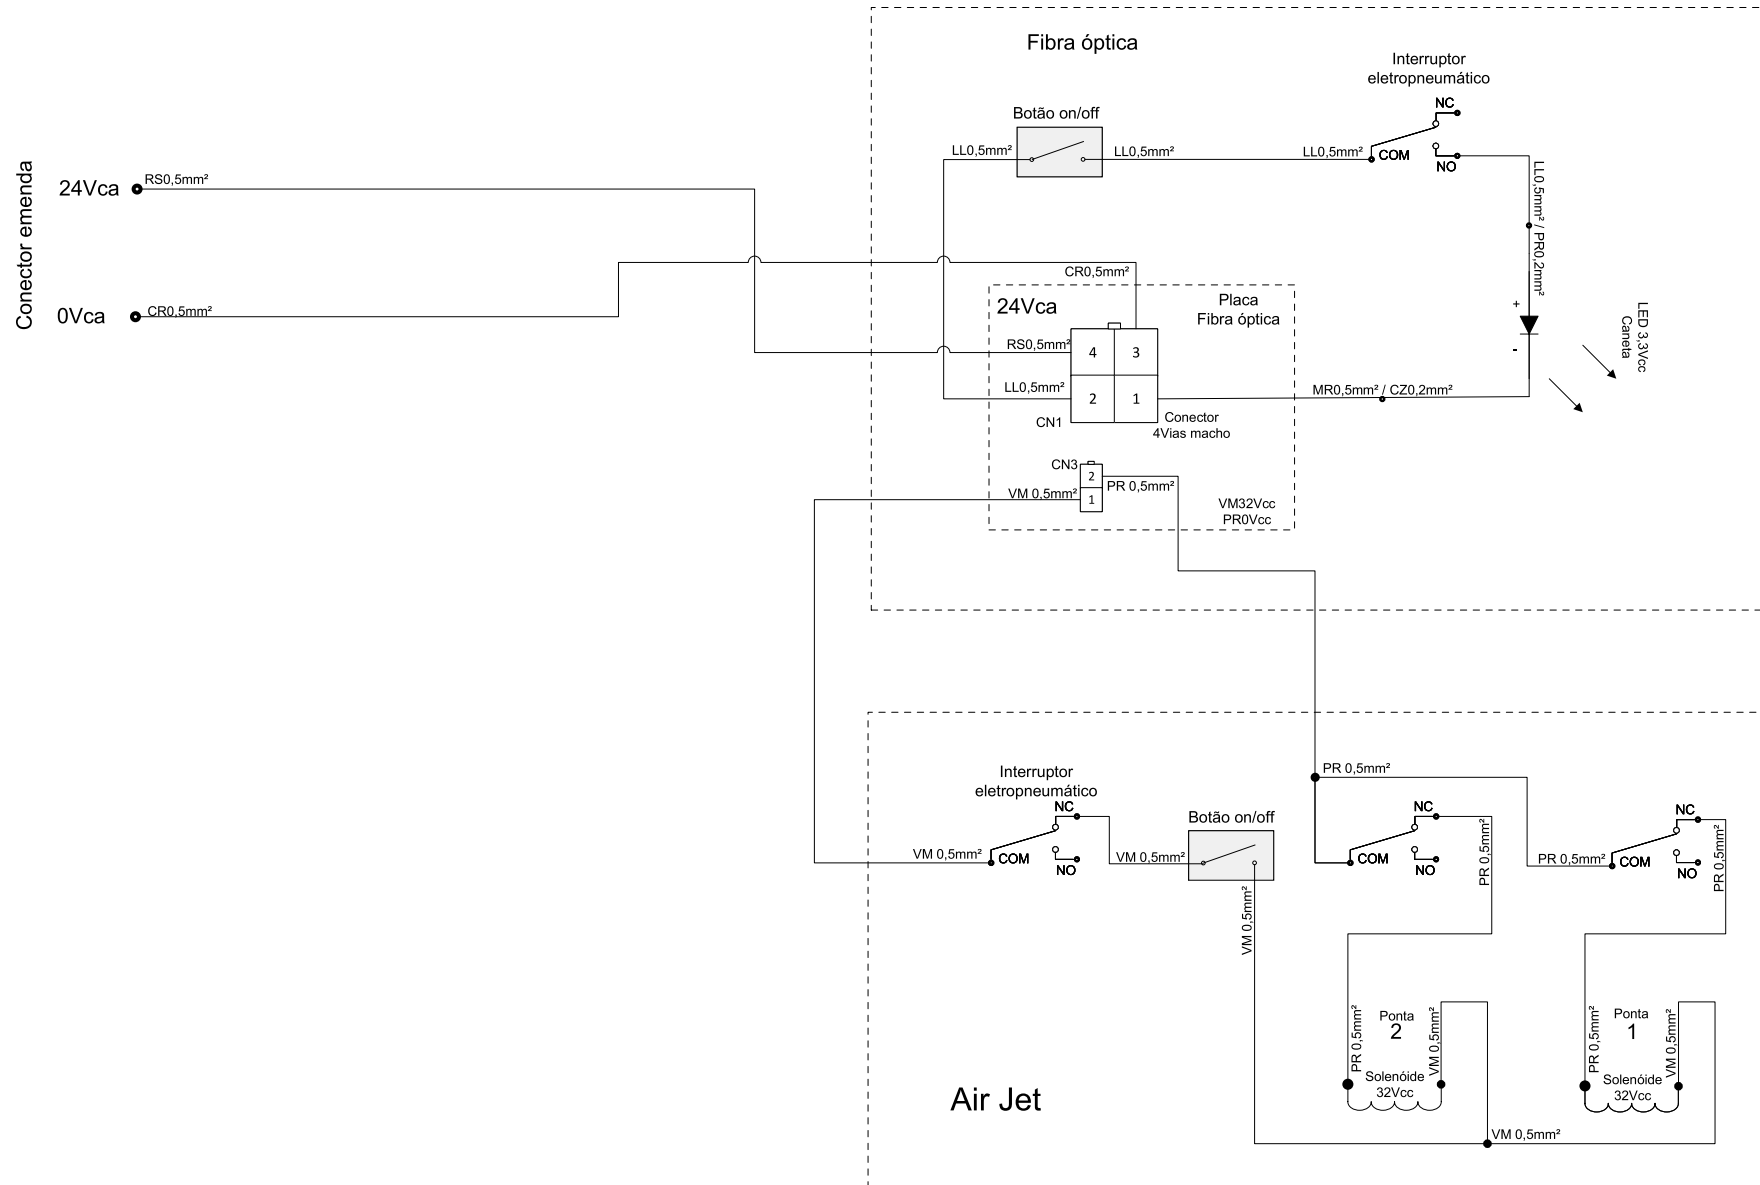 Fibra óptica
Interruptor
eletropneumático
NC
COM
NO
Botão on/off
LL0,5mm²
LL0,5mm²
LL0,5mm²
LL0,5mm² / PR0,2mm²
Conector emenda
24Vca
RS0,5mm²
0Vca
CR0,5mm²
CR0,5mm²
24Vca
Placa
Fibra óptica
RS0,5mm²
4
3
LL0,5mm²
2
1
CN1
Conector
4Vias macho
MR0,5mm² / CZ0,2mm²
+
-
LED 3,3Vcc
Caneta
CN3
2
1
PR 0,5mm²
VM 0,5mm²
VM32Vcc
PR0Vcc
Interruptor
eletropneumático
NC
COM
NO
VM 0,5mm²
VM 0,5mm²
Botão on/off
VM 0,5mm²
PR 0,5mm²
NC
COM
NO
PR 0,5mm²
PR 0,5mm²
NC
COM
NO
PR 0,5mm²
PR 0,5mm²
Ponta
2
VM 0,5mm²
Solenóide
32Vcc
PR 0,5mm²
Ponta
1
VM 0,5mm²
Solenóide
32Vcc
VM 0,5mm²
Air Jet